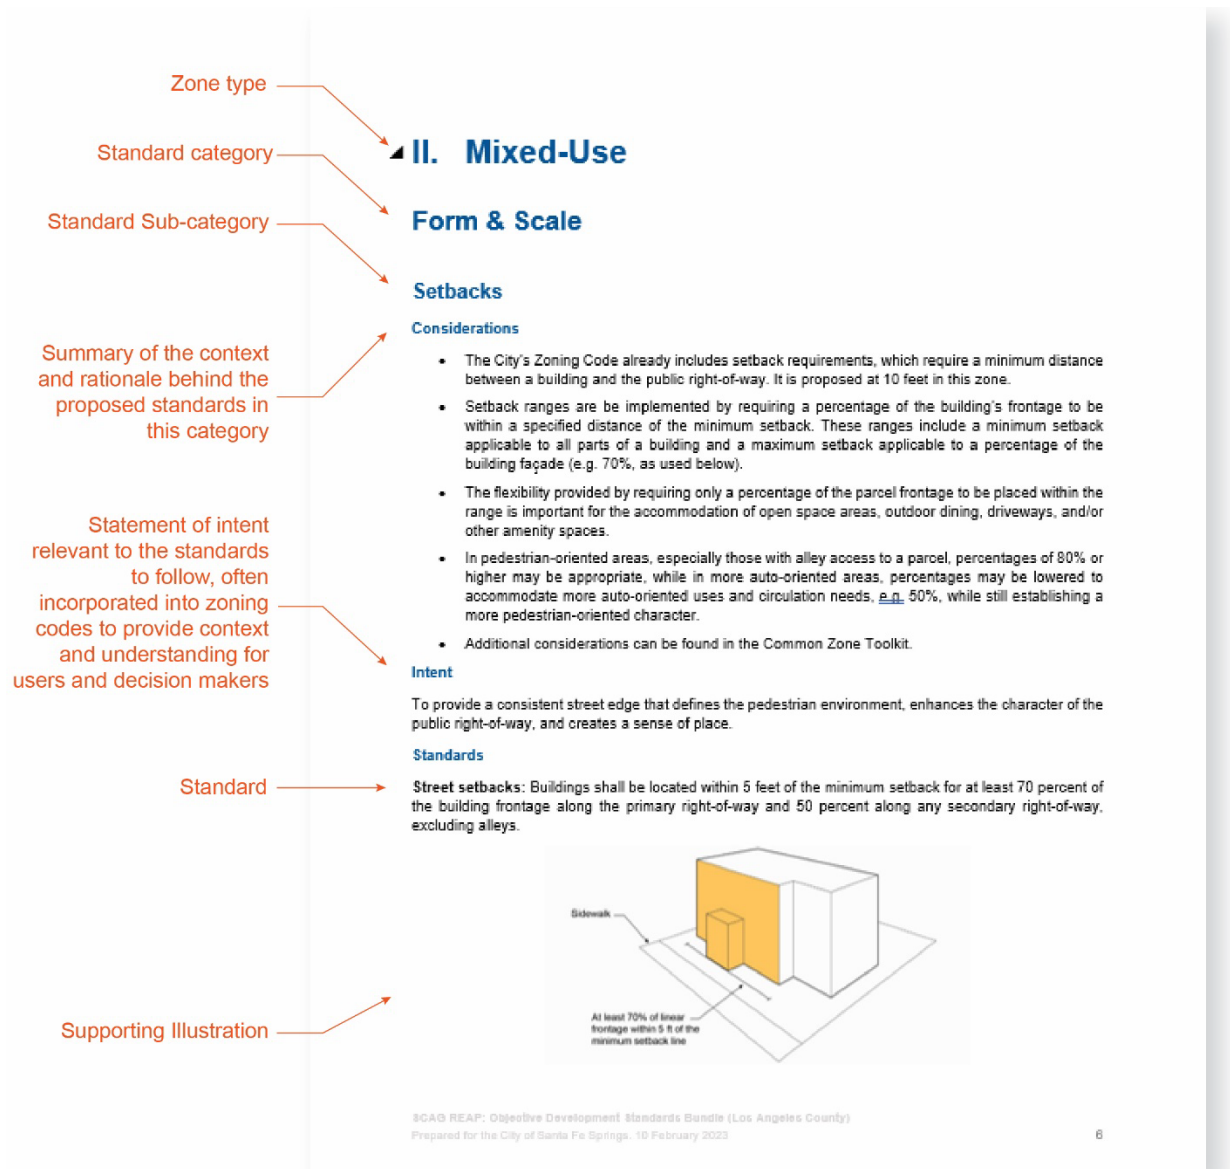 Zone type
II. Mixed-Use
Standard category
Form & Scale
Standard Sub-category
Setbacks
Considerations
Summary of the context
and rationale behind the
proposed standards in
this category
• The City's Zoning Code already includes setback requirements, which require a minimum distance
between a building and the public right-of-way. It is proposed at 10 feet in this zone.
• Setback ranges are be implemented by requiring a percentage of the building's frontage to be
within a specified distance of the minimum setback. These ranges include a minimum setback
applicable to all parts of a building and a maximum setback applicable to a percentage of the
building façade (e.g. 70%, as used below).
• The flexibility provided by requiring only a percentage of the parcel frontage to be placed within the
range is important for the accommodation of open space areas, outdoor dining, driveways, and/or
other amenity spaces.
• In pedestrian-oriented areas, especially those with alley access to a parcel, percentages of 80% or
higher may be appropriate, while in more auto-oriented areas, percentages may be lowered to
accommodate more auto-oriented uses and circulation needs, e.g. 50%, while still establishing a
more pedestrian-oriented character.
• Additional considerations can be found in the Common Zone Toolkit.
Statement of intent
relevant to the standards
to follow, often
incorporated into zoning
codes to provide context
and understanding for
users and decision makers
Intent
To provide a consistent street edge that defines the pedestrian environment, enhances the character of the
public right-of-way, and creates a sense of place.
Standards
Standard
Street setbacks: Buildings shall be located within 5 feet of the minimum setback for at least 70 percent of
the building frontage along the primary right-of-way and 50 percent along any secondary right-of-way,
excluding alleys.
Sidewalk
At least 70% of linear
frontage within 5 ft of the
minimum setback line
Supporting Illustration
SCAG REAP: Objective Development Standards Bundle (Los Angeles County)
Prepared for the City of Santa Fe Springs, 10 February 2023
6